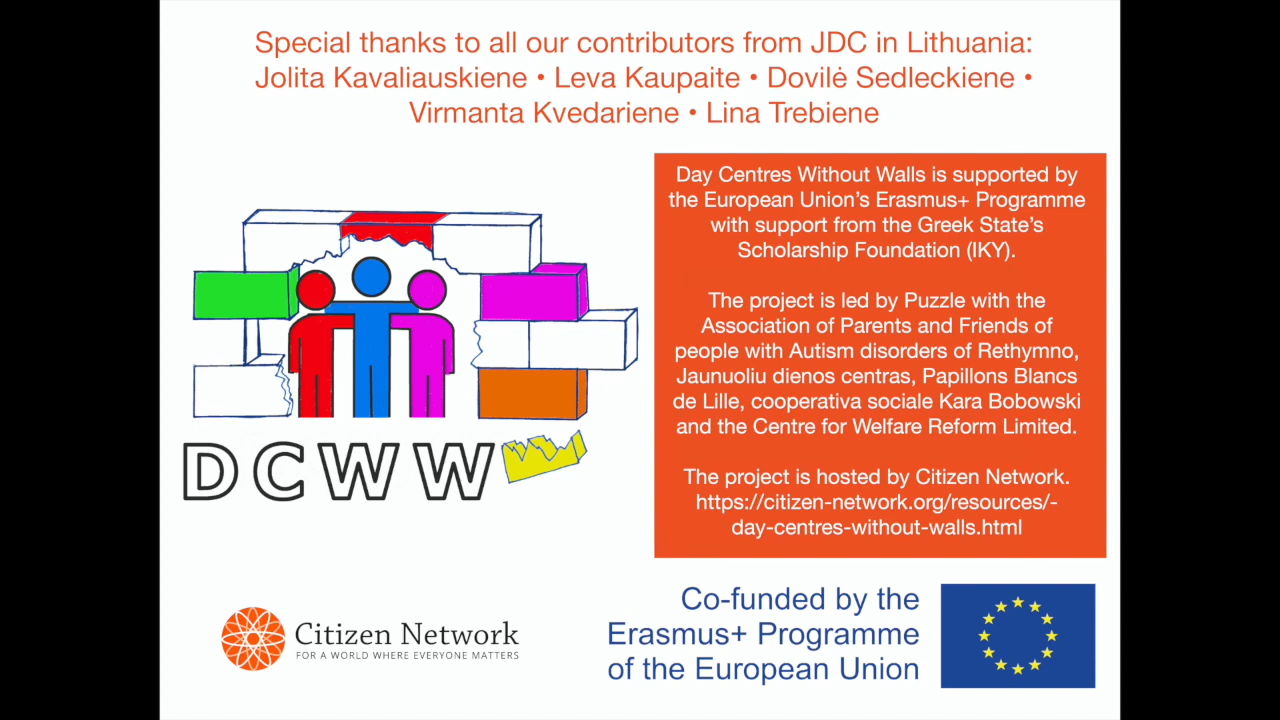 Special thanks to all our contributors from JDC in Lithuania:
Jolita Kavaliauskiene • Leva Kaupaite • Dovilė Sedleckiene •
Virmanta Kvedariene • Lina Trebiene
Day Centres Without Walls is supported by
the European Union’s Erasmus+ Programme
with support from the Greek State’s
Scholarship Foundation (IKY).
The project is led by Puzzle with the
Association of Parents and Friends of
people with Autism disorders of Rethymno,
Jaunuoliu dienos centras, Papillons Blancs
de Lille, cooperativa sociale Kara Bobowski
and the Centre for Welfare Reform Limited.
The project is hosted by Citizen Network.
https://citizen-network.org/resources/-
day-centres-without-walls.html
DCWW
Citizen Network
FOR A WORLD WHERE EVERYONE MATTERS
Co-funded by the
Erasmus+ Programme
of the European Union